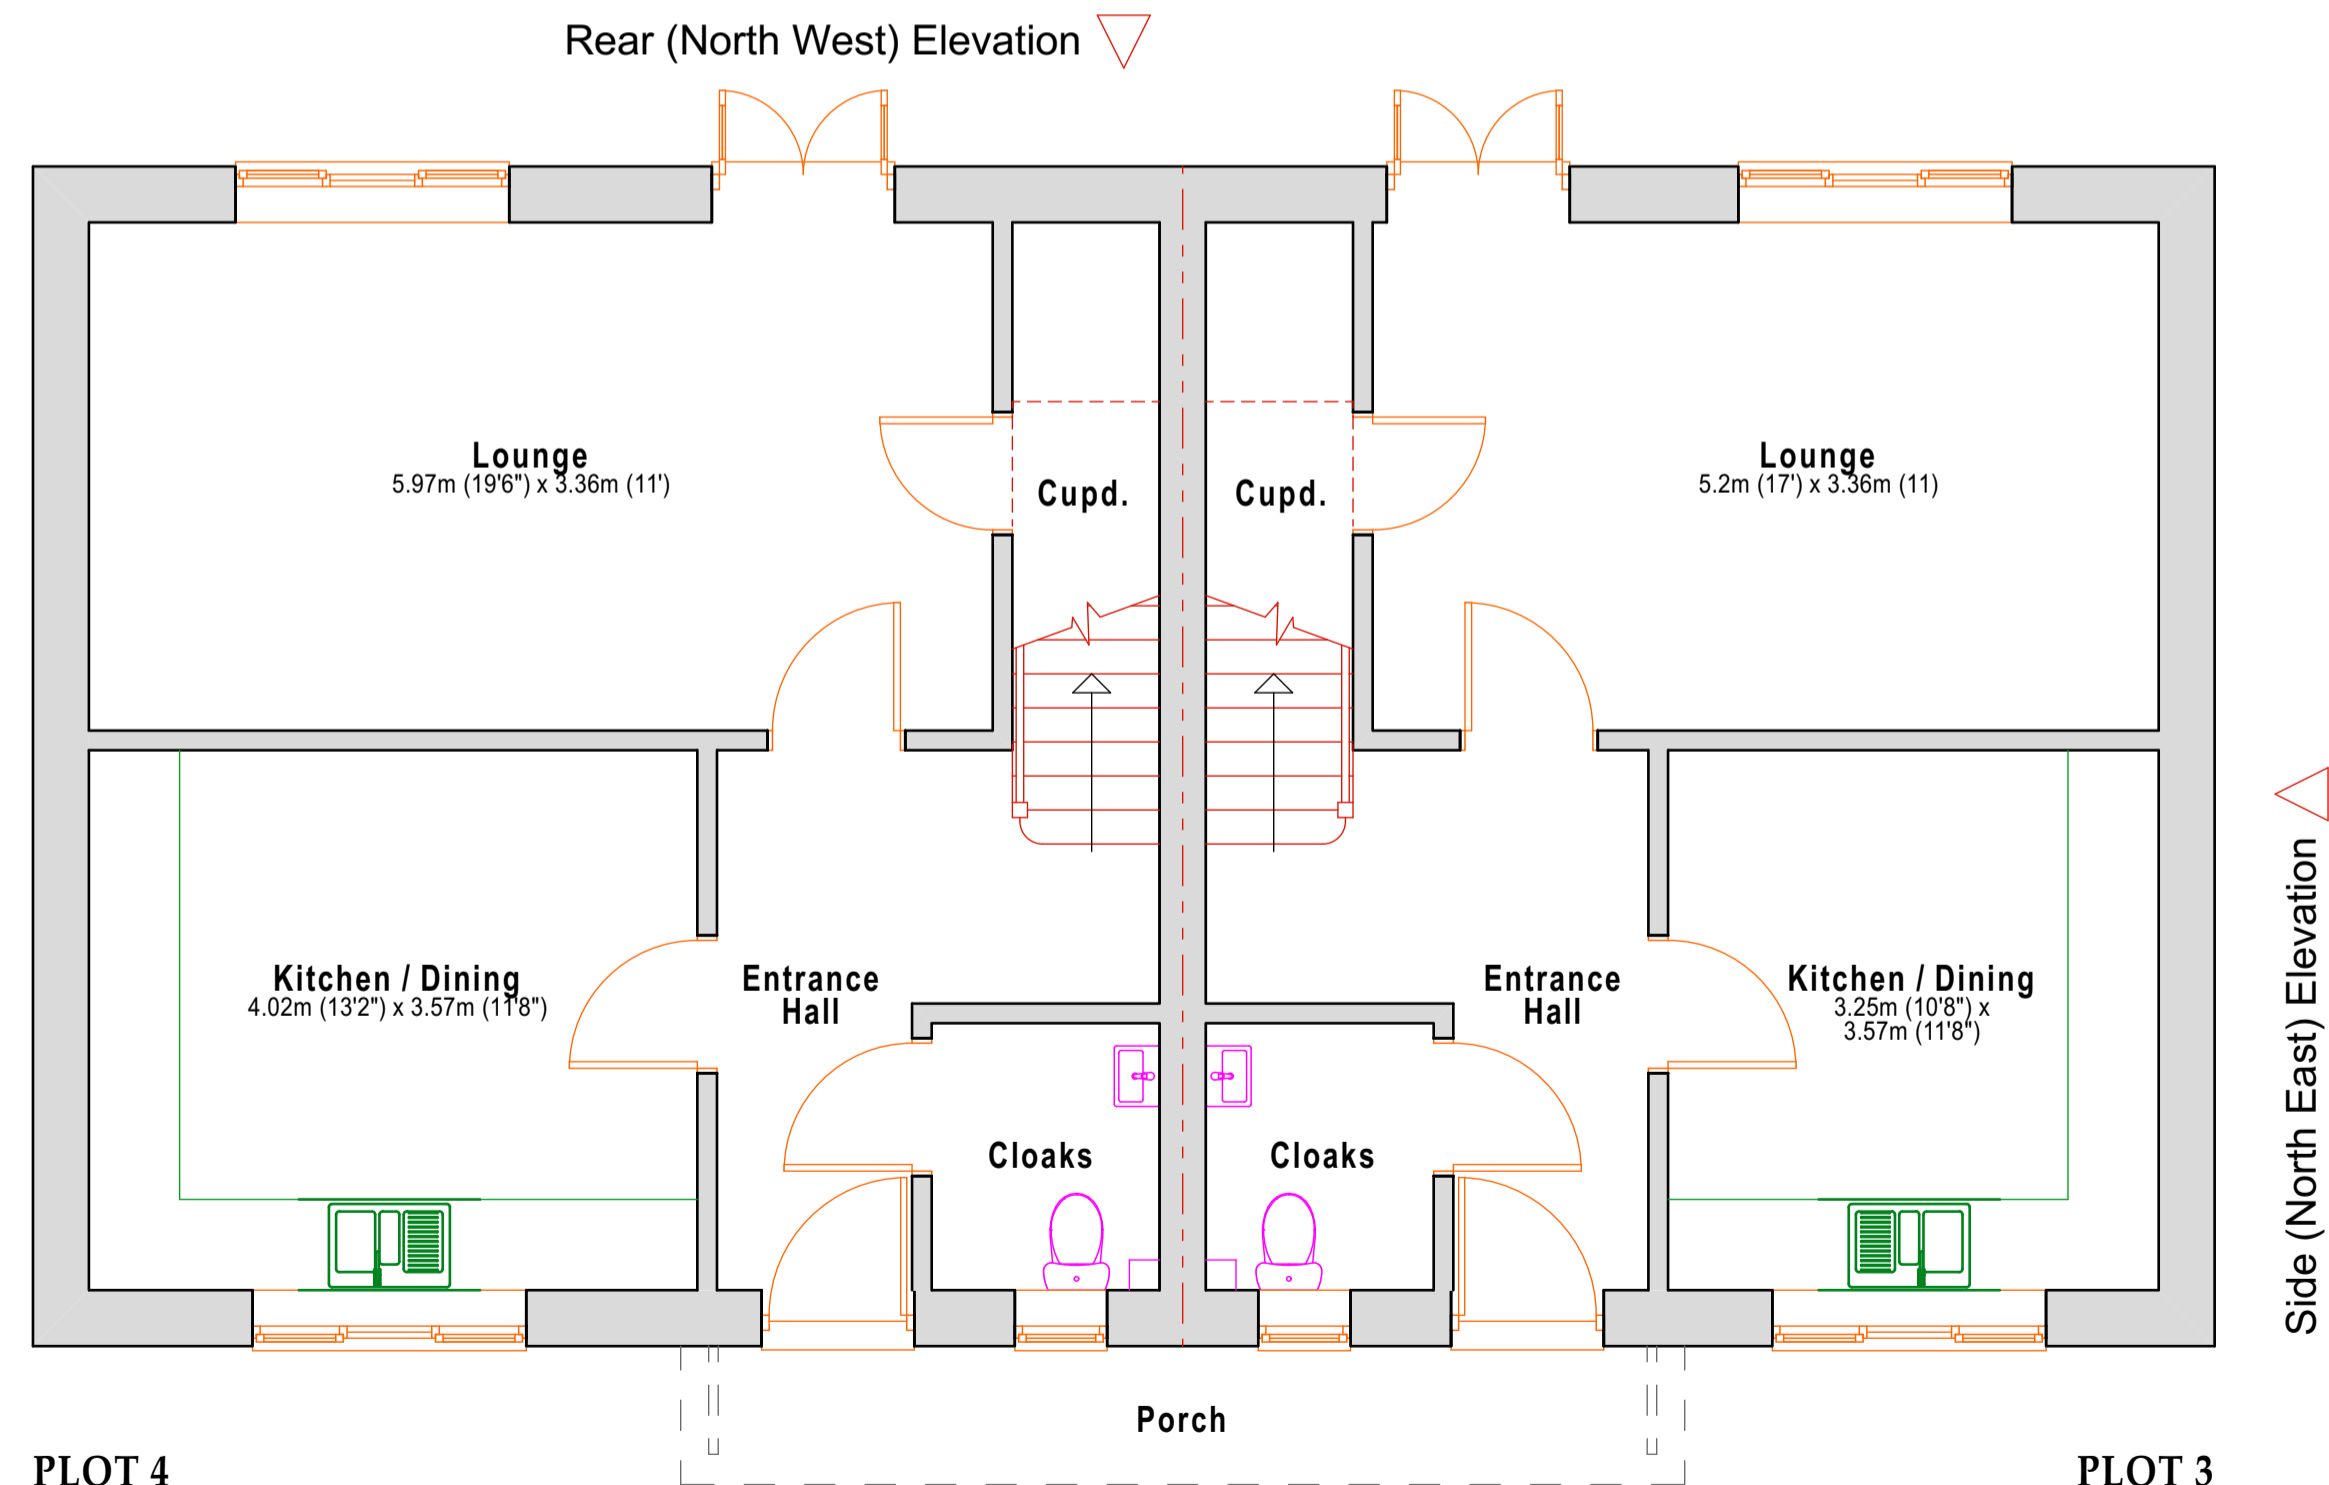 Rear (North West) Elevation
Lounge
5.97m (19'6") x 3.36m (11')
Cupd.
Cupd.
Lounge
5.2m (17') x 3.36m (11)
Kitchen / Dining
4.02m (13'2") x 3.57m (11'8")
Entrance
Hall
Entrance
Hall
Kitchen / Dining
3.25m (10'8") x
3.57m (11'8")
Side (North East) Elevation
Cloaks
Cloaks
Porch
PLOT 4
PLOT 3